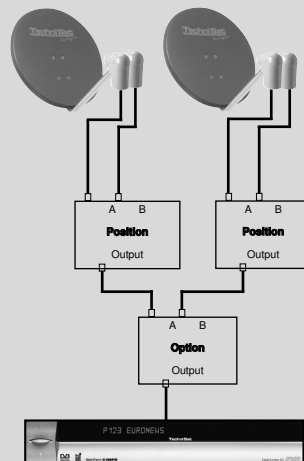 TechniSat
TechniSat
A B
A B
Position
Position
Output
Output
A B
Option
Output
P123 EURONEWS
TechniSat